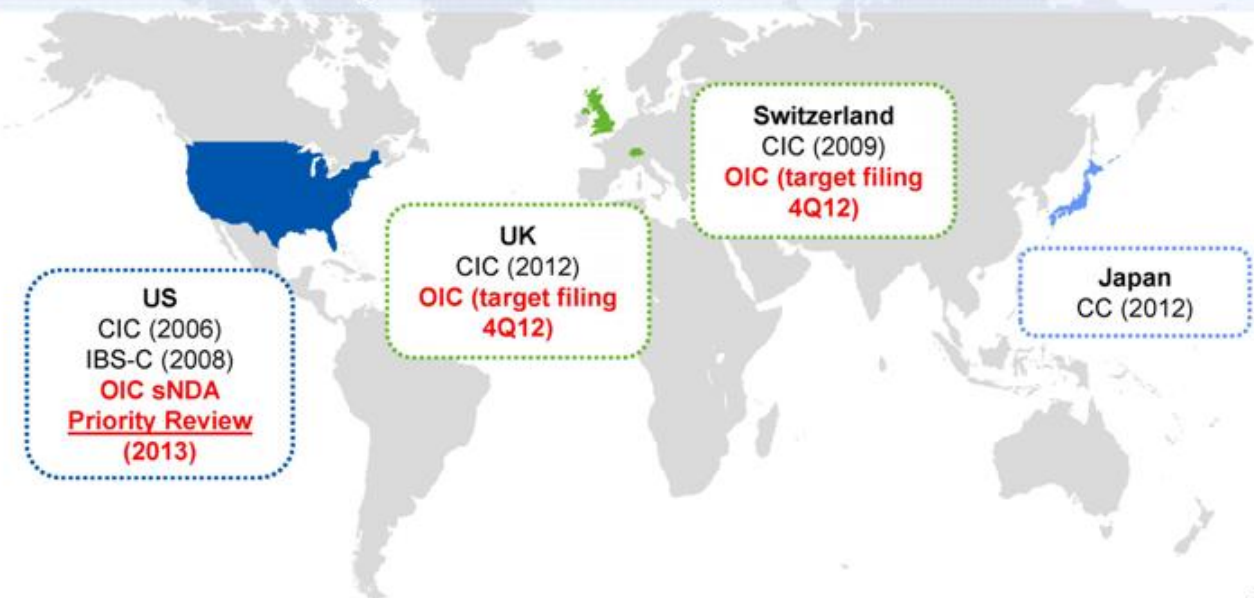 US
CIC (2006)
IBS-C (2008)
OIC sNDA
Priority Review
(2013)
UK
CIC (2012)
OIC (target filing
4Q12)
Switzerland
CIC (2009)
OIC (target filing
4Q12)
Japan
CC (2012)